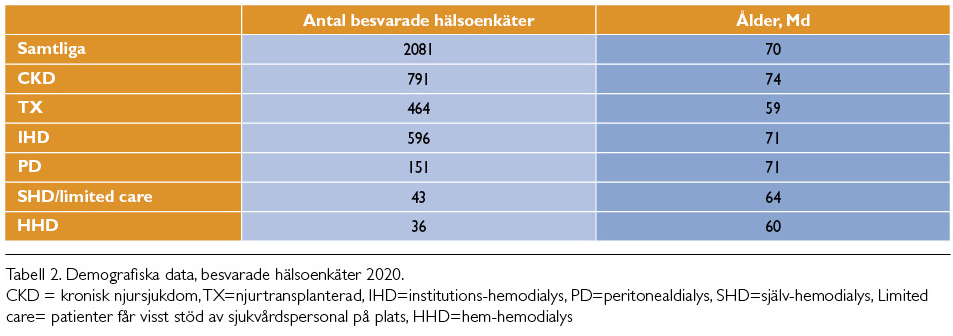 Antal besvarade hälsoenkäter Ålder, Md
Samtliga 2081 70
CKD 791 74
TX 464 59
IHD 596 71
PD 151 71
SHD/limited care 43 64
HHD 36 60
Tabell 2. Demografiska data, besvarade hälsoenkäter 2020.
CKD = kronisk njursjukdom, TX=njurtransplanterad, IHD=institutions-hemodialys, PD=peritonealdialys, SHD=själv-hemodialys, Limited
care= patienter får visst stöd av sjukvårdspersonal på plats, HHD=hem-hemodialys